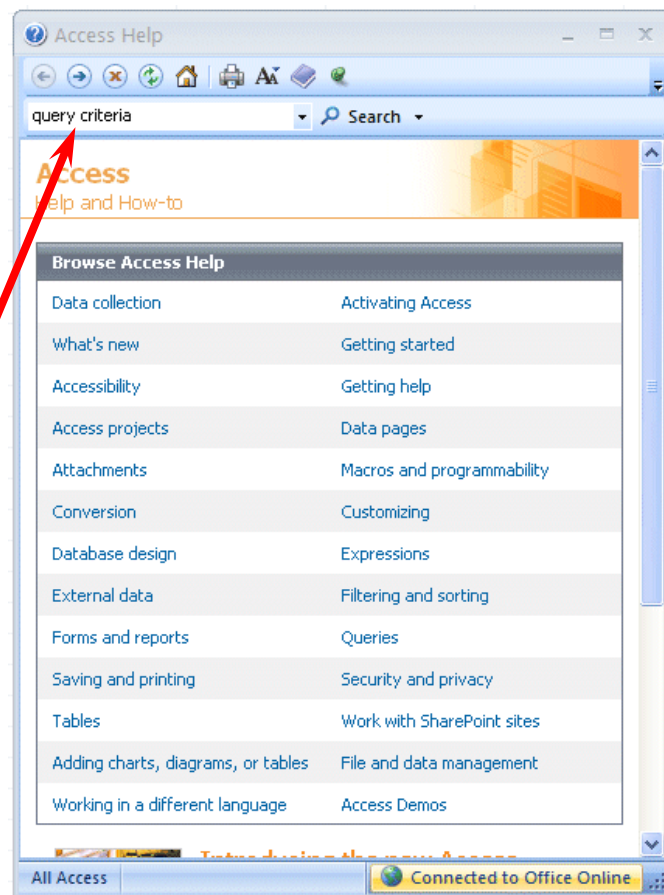 Access Help
query criteria Search
Access
Help and How-to
Browse Access Help
Data collection Activating Access
What's new Getting started
Accessibility Getting help
Access projects Data pages
Attachments Macros and programmability
Conversion Customizing
Database design Expressions
External data Filtering and sorting
Forms and reports Queries
Saving and printing Security and privacy
Tables Work with SharePoint sites
Adding charts, diagrams, or tables File and data management
Working in a different language Access Demos
Introducing the new Access
All Access Connected to Office Online